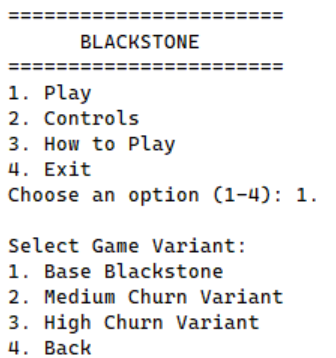 =======================
BLACKSTONE
=======================
1. Play
2. Controls
3. How to Play
4. Exit
Choose an option (1-4): 1.
Select Game Variant:
1. Base Blackstone
2. Medium Churn Variant
3. High Churn Variant
4. Back